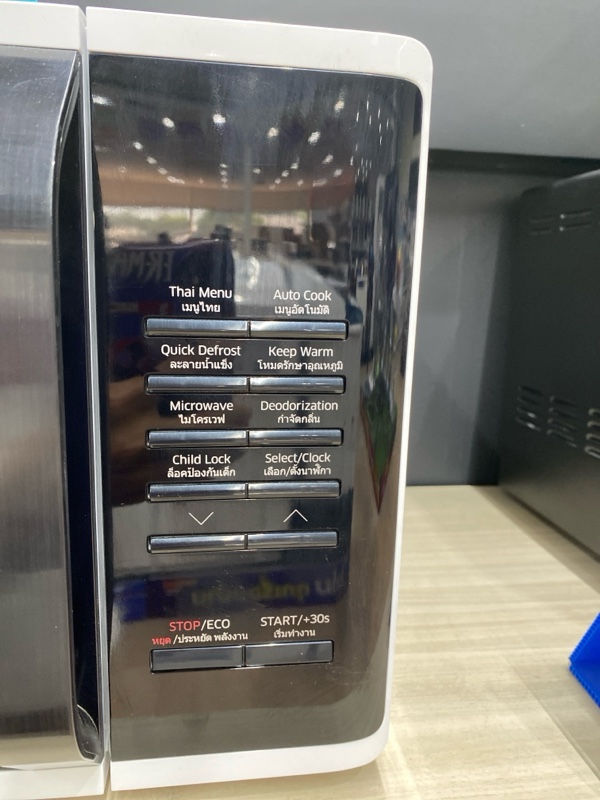 Thai Menu
เมนูไทย
Auto Cook
เมนูอัตโนมัติ
Quick Defrost
ละลายน้ำแข็ง
Keep Warm
โหมดรักษาอุณหภูมิ
Microwave
ไมโครเวฟ
Deodorization
กำจัดกลิ่น
Child Lock
ล็อคป้องกันเด็ก
Select/Clock
เลือก/ตั้งนาฬิกา
STOP/ECO
หยุด/ประหยัด พลังงาน
START/+30s
เริ่มทำงาน